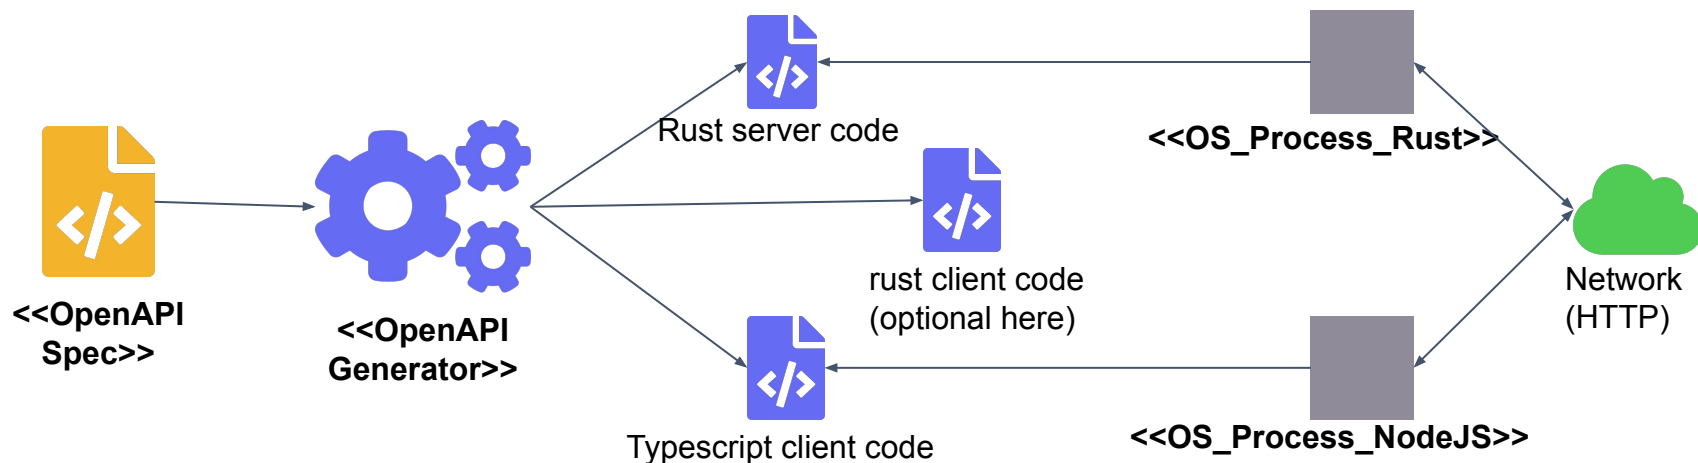 <<OpenAPI
Spec>>
<<OpenAPI
Generator>>
Rust server code
rust client code
(optional here)
Typescript client code
<<OS_Process_Rust>>
<<OS_Process_NodeJS>>
Network
(HTTP)